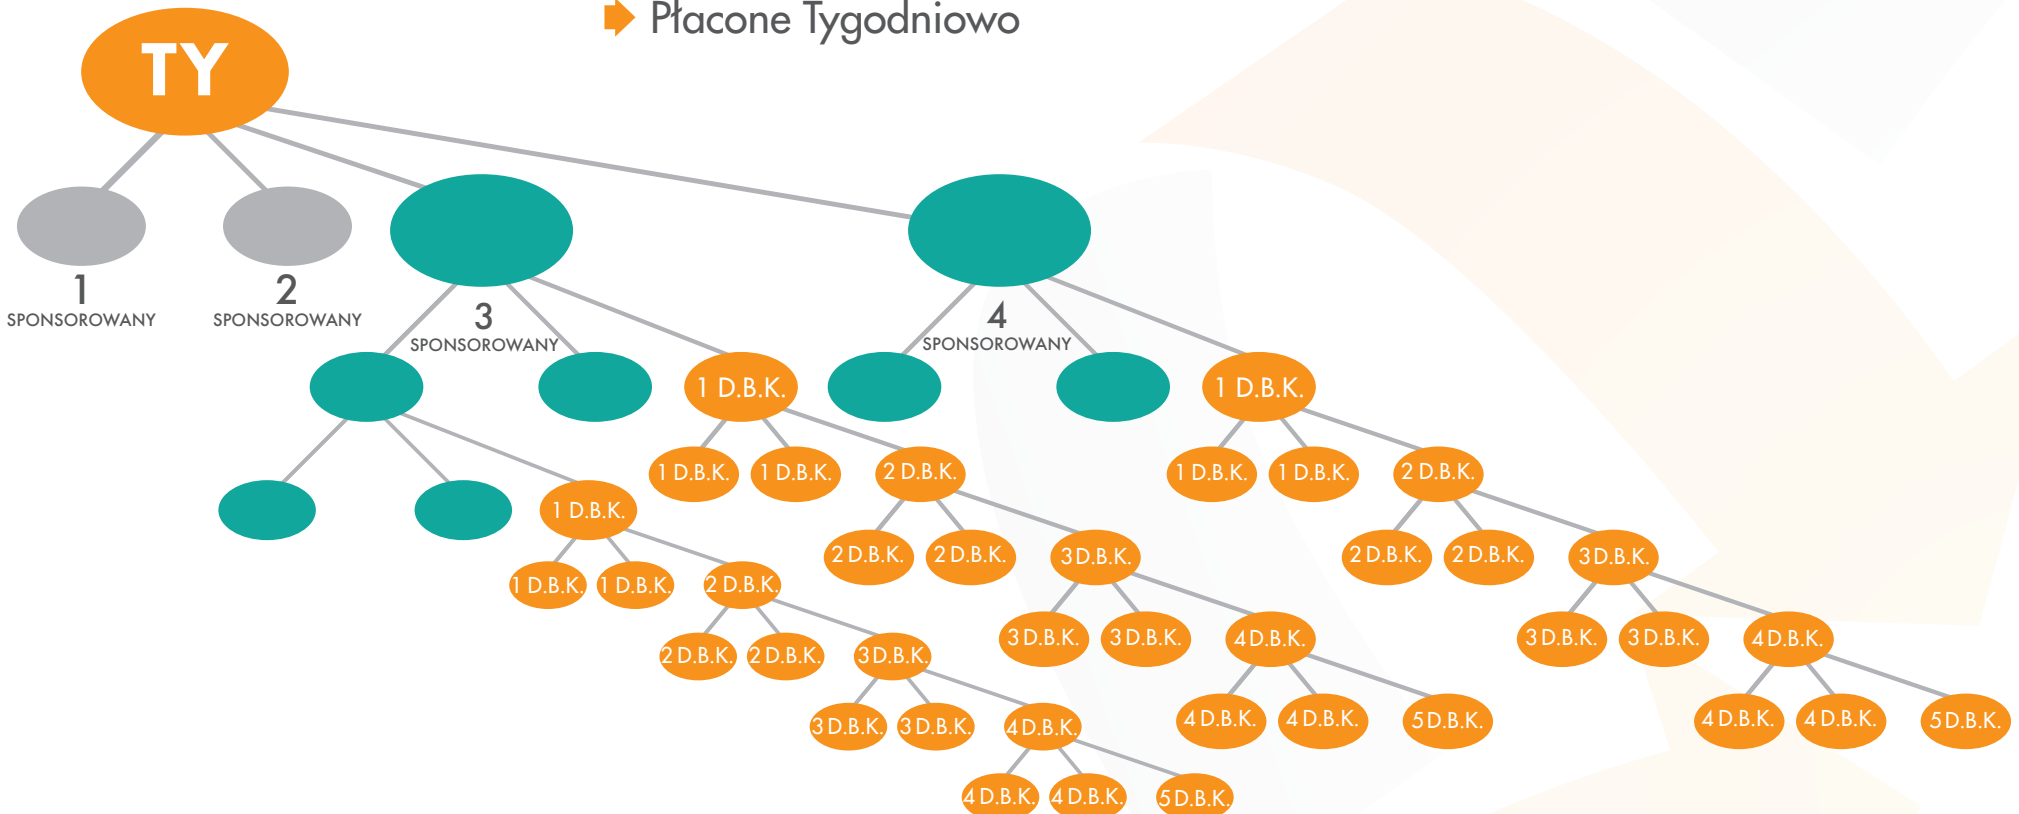 Płacone Tygodniowo
TY
1
SPONSOROWANY
2
SPONSOROWANY
3
SPONSOROWANY
4
SPONSOROWANY
1 D.B.K.
1 D.B.K.
1 D.B.K. 1 D.B.K. 2 D.B.K.
1 D.B.K. 1 D.B.K. 2 D.B.K.
1 D.B.K.
2 D.B.K. 2 D.B.K. 3 D.B.K.
2 D.B.K. 2 D.B.K. 3 D.B.K.
1 D.B.K. 1 D.B.K. 2 D.B.K.
3 D.B.K. 3 D.B.K. 4 D.B.K.
3 D.B.K. 3 D.B.K. 4 D.B.K.
2 D.B.K. 2 D.B.K. 3 D.B.K.
4 D.B.K. 4 D.B.K. 5 D.B.K.
4 D.B.K. 4 D.B.K. 5 D.B.K.
3 D.B.K. 3 D.B.K. 4 D.B.K.
4 D.B.K. 4 D.B.K. 5 D.B.K.